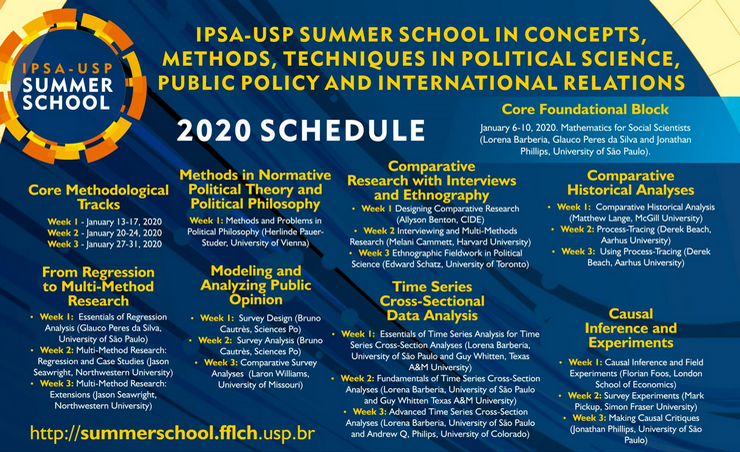 IPSA-USP
SUMMER
SCHOOL
IPSA-USP SUMMER SCHOOL IN CONCEPTS,
METHODS, TECHNIQUES IN POLITICAL SCIENCE,
PUBLIC POLICY AND INTERNATIONAL RELATIONS
2020 SCHEDULE
Core Foundational Block
January 6-10, 2020. Mathematics for Social Scientists
(Lorena Barberia, Glauco Peres da Silva and Jonathan
Phillips, University of São Paulo).
Core Methodological
Tracks
Week 1 - January 13-17, 2020
Week 2 - January 20-24, 2020
Week 3 - January 27-31, 2020
Methods in Normative
Political Theory and
Political Philosophy
Week 1: Methods and Problems in
Political Philosophy (Herlinde Pauer-
Studer, University of Vienna)
Comparative
Research with Interviews
and Ethnography
• Week 1 Designing Comparative Research
(Allyson Benton, CIDE)
• Week 2 Interviewing and Multi-Methods
Research (Melani Cammett, Harvard University)
• Week 3 Ethnographic Fieldwork in Political
Science (Edward Schatz, University of Toronto)
Comparative
Historical Analyses
• Week 1: Comparative Historical Analysis
(Matthew Lange, McGill University)
• Week 2: Process-Tracing (Derek Beach,
Aarhus University)
• Week 3: Using Process-Tracing (Derek
Beach, Aarhus University)
From Regression
to Multi-Method
Research
• Week 1: Essentials of Regression
Analysis (Glauco Peres da Silva,
University of São Paulo)
• Week 2: Multi-Method Research:
Regression and Case Studies (Jason
Seawright, Northwestern University)
• Week 3: Multi-Method Research:
Extensions (Jason Seawright,
Northwestern University)
Modeling and
Analyzing Public
Opinion
• Week 1: Survey Design (Bruno
Cautrès, Sciences Po)
• Week 2: Survey Analysis (Bruno
Cautrès, Sciences Po)
• Week 3: Comparative Survey
Analyses (Laron Williams,
University of Missouri)
Time Series
Cross-Sectional
Data Analysis
• Week 1: Essentials of Time Series Analysis for Time
Series Cross-Section Analyses (Lorena Barberia,
University of São Paulo and Guy Whitten, Texas
A&M University)
• Week 2: Fundamentals of Time Series Cross-Section
Analyses (Lorena Barberia, University of São Paulo
and Guy Whitten Texas A&M University)
• Week 3: Advanced Time Series Cross-Section
Analyses (Lorena Barberia, University of São Paulo
and Andrew Q, Philips, University of Colorado)
Causal
Inference and
Experiments
• Week 1: Causal Inference and Field
Experiments (Florian Foos, London
School of Economics)
• Week 2: Survey Experiments (Mark
Pickup, Simon Fraser University)
• Week 3: Making Causal Critiques
(Jonathan Phillips, University of São
Paulo)
http://summerschool.fflch.usp.br